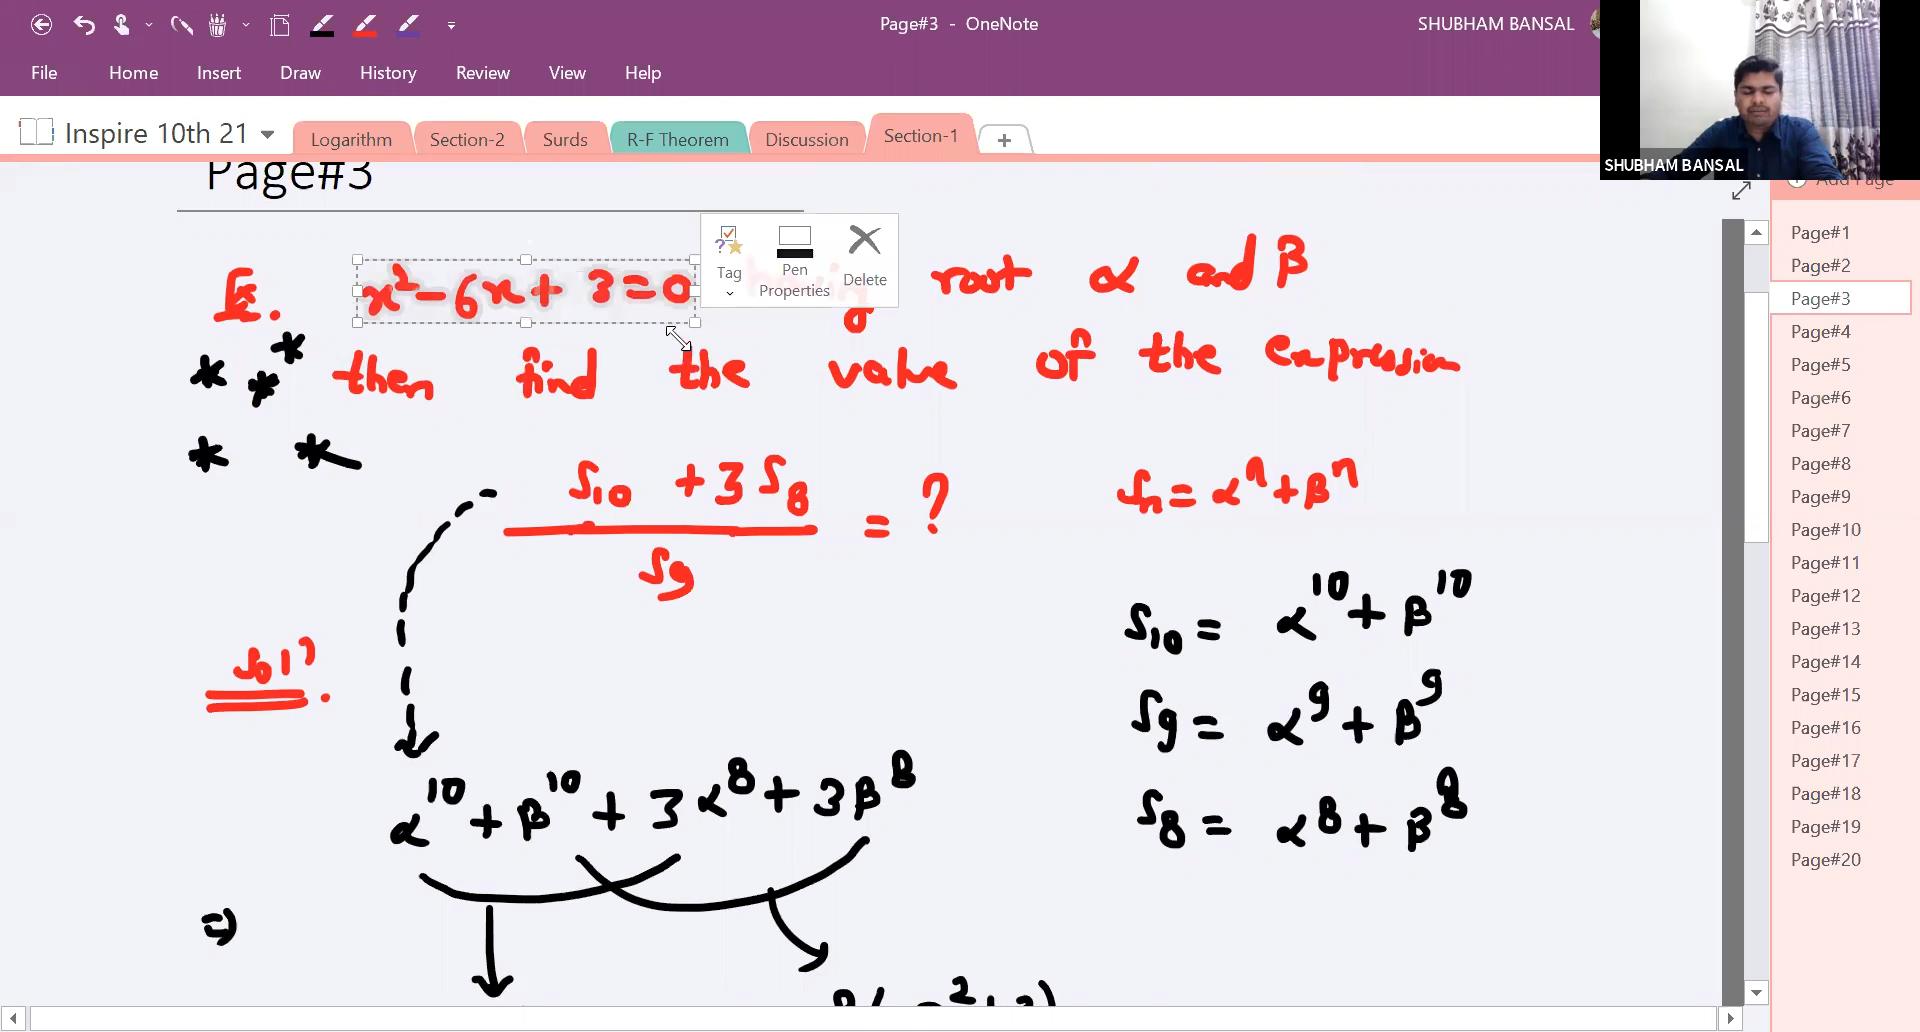 Page#3 - OneNote
SHUBHAM BANSAL
File Home Insert Draw History Review View Help
Inspire 10th 21
Logarithm Section-2 Surds R-F Theorem Discussion Section-1
SHUBHAM BANSAL
Add Page
Page#3
Tag
Pen Properties
Delete
Ex. x² - 6x + 3 = 0 having root α and β
then find the value of the expression
S₁₀ + 3S₈ / S₉ = ?
Sn = αⁿ + βⁿ
S₁₀ = α¹⁰ + β¹⁰
Solⁿ.
S₉ = α⁹ + β⁹
α¹⁰ + β¹⁰ + 3α⁸ + 3β⁸
S₈ = α⁸ + β⁸
⇒
Page#1
Page#2
Page#3
Page#4
Page#5
Page#6
Page#7
Page#8
Page#9
Page#10
Page#11
Page#12
Page#13
Page#14
Page#15
Page#16
Page#17
Page#18
Page#19
Page#20